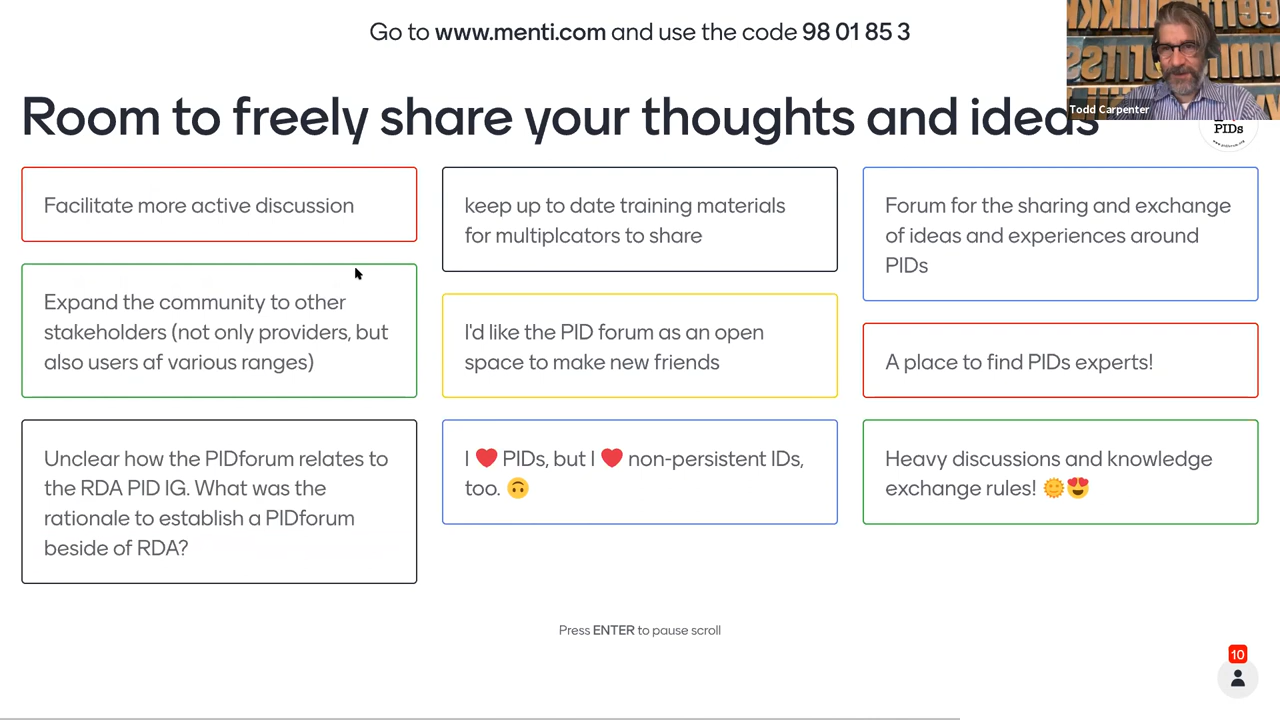 Go to www.menti.com and use the code 98 01 85 3
Todd Carpenter
Room to freely share your thoughts and ideas
PIDs
Facilitate more active discussion
keep up to date training materials
for multiplcators to share
Forum for the sharing and exchange
of ideas and experiences around
PIDs
Expand the community to other
stakeholders (not only providers, but
also users af various ranges)
I'd like the PID forum as an open
space to make new friends
A place to find PIDs experts!
Unclear how the PIDforum relates to
the RDA PID IG. What was the
rationale to establish a PIDforum
beside of RDA?
I ❤️ PIDs, but I ❤️ non-persistent IDs,
too. 🙃
Heavy discussions and knowledge
exchange rules! 🌞😍
Press ENTER to pause scroll
10